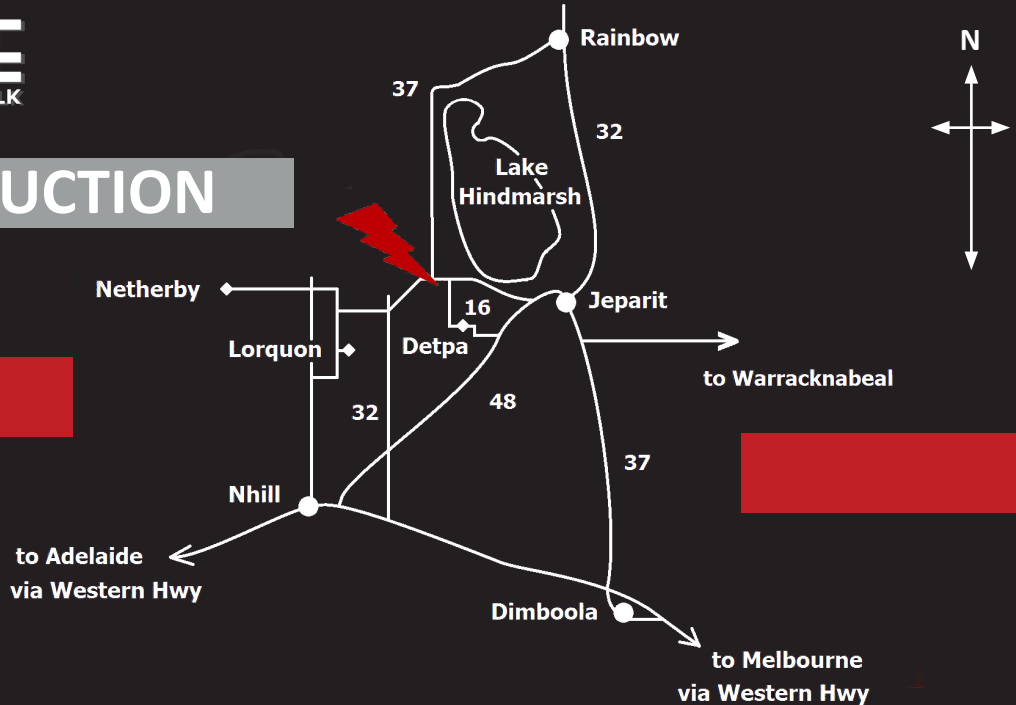 LK
UCTION
N
Rainbow
37
32
Lake
Hindmarsh
Netherby
16
Jeparit
Lorquon
Detpa
to Warracknabeal
32
48
37
Nhill
to Adelaide
via Western Hwy
Dimboola
to Melbourne
via Western Hwy